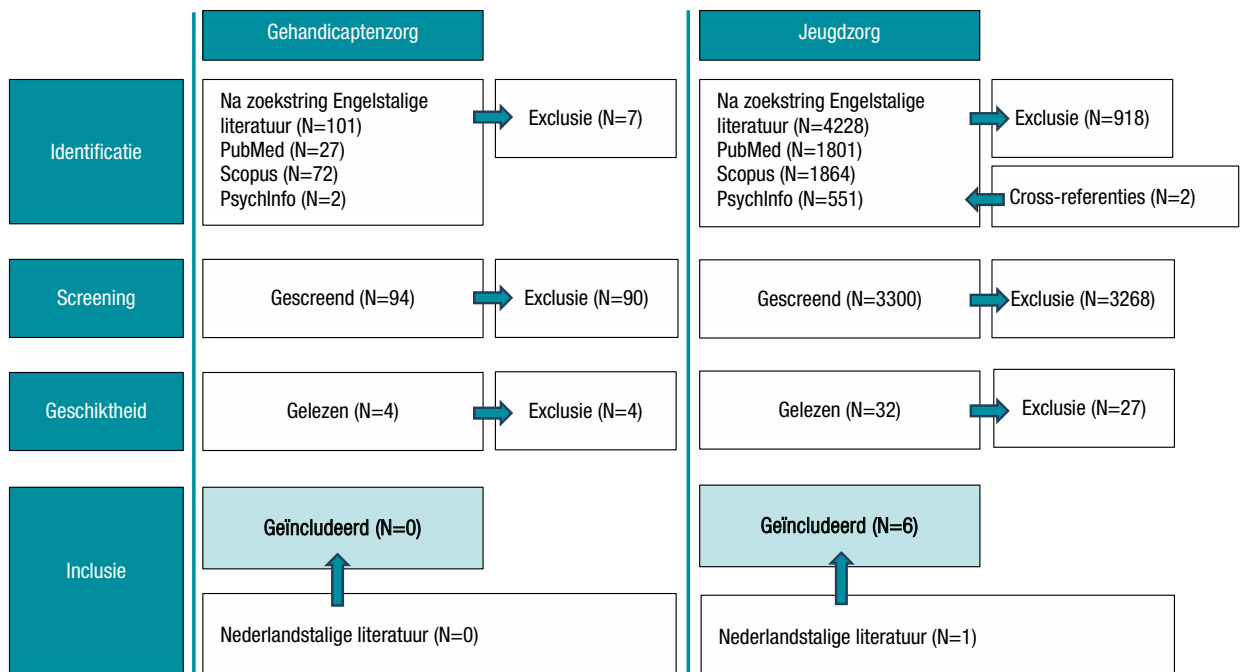 Gehandicaptenzorg
Jeugdzorg
Identificatie
Na zoekstring Engelstalige
literatuur (N=101)
PubMed (N=27)
Scopus (N=72)
PsychInfo (N=2)
Exclusie (N=7)
Na zoekstring Engelstalige
literatuur (N=4228)
PubMed (N=1801)
Scopus (N=1864)
PsychInfo (N=551)
Exclusie (N=918)
Cross-referenties (N=2)
Screening
Gescreend (N=94)
Exclusie (N=90)
Gescreend (N=3300)
Exclusie (N=3268)
Geschiktheid
Gelezen (N=4)
Exclusie (N=4)
Gelezen (N=32)
Exclusie (N=27)
Inclusie
Geïncludeerd (N=0)
Nederlandstalige literatuur (N=0)
Geïncludeerd (N=6)
Nederlandstalige literatuur (N=1)